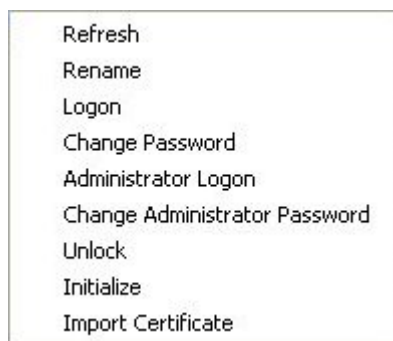 Refresh
Rename
Logon
Change Password
Administrator Logon
Change Administrator Password
Unlock
Initialize
Import Certificate